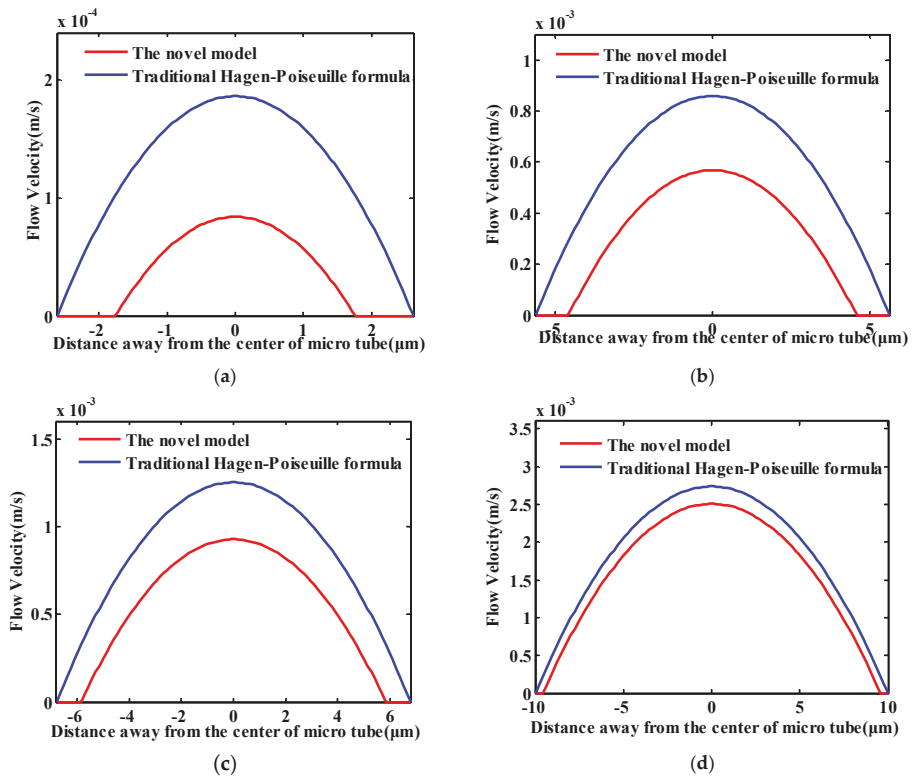 x 10-4
The novel model
Traditional Hagen-Poiseuille formula
Flow Velocity(m/s)
2
1
0
-2 -1 0 1 2
Distance away from the center of micro tube(μm)
(a)
x 10-3
The novel model
Traditional Hagen-Poiseuille formula
Flow Velocity(m/s)
1
0.8
0.6
0.4
0.2
0
-5 0 5
Distance away from the center of micro tube(μm)
(b)
x 10-3
The novel model
Traditional Hagen-Poiseuille formula
Flow Velocity(m/s)
1.5
1
0.5
0
-6 -4 -2 0 2 4 6
Distance away from the center of micro tube(μm)
(c)
x 10-3
The novel model
Traditional Hagen-Poiseuille formula
Flow Velocity(m/s)
3.5
3
2.5
2
1.5
1
0.5
0
-10 -5 0 5 10
Distance away from the center of micro tube(μm)
(d)